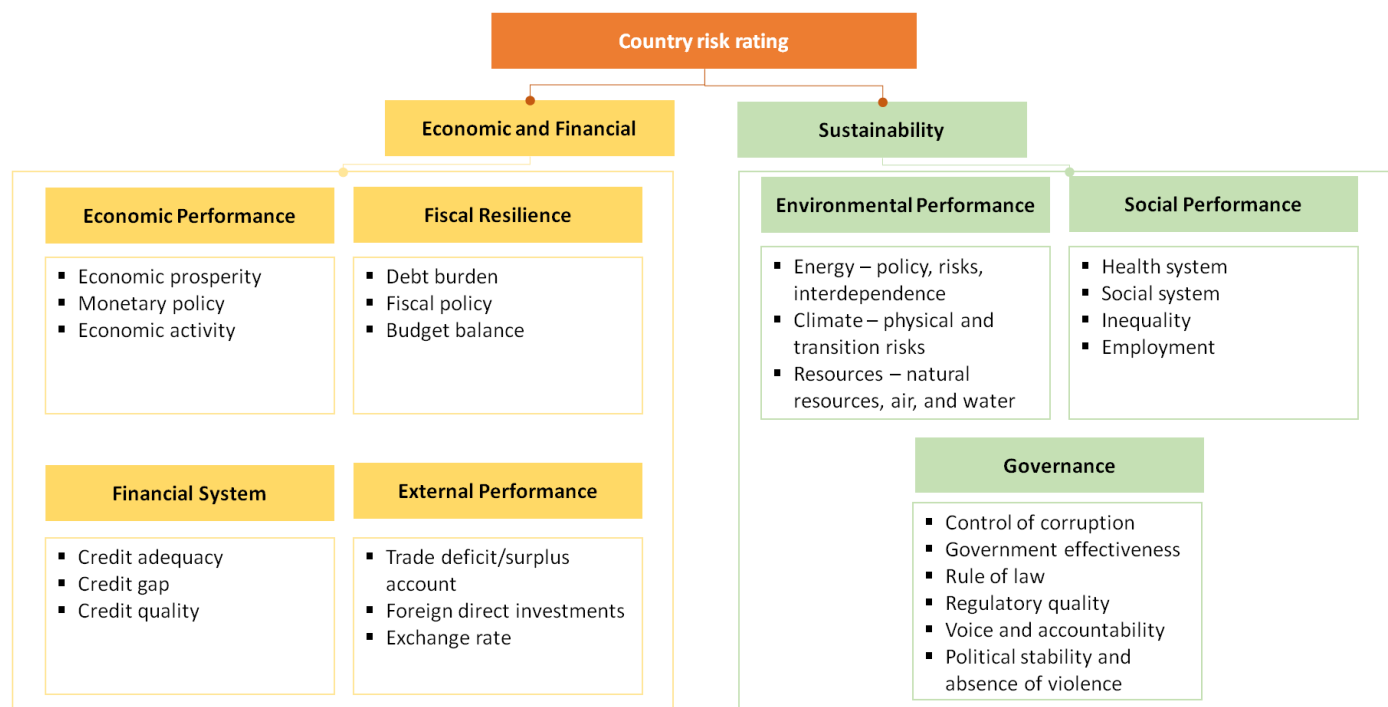 Country risk rating
Economic and Financial
Sustainability
Economic Performance
▪ Economic prosperity
▪ Monetary policy
▪ Economic activity
Fiscal Resilience
▪ Debt burden
▪ Fiscal policy
▪ Budget balance
Financial System
▪ Credit adequacy
▪ Credit gap
▪ Credit quality
External Performance
▪ Trade deficit/surplus
account
▪ Foreign direct investments
▪ Exchange rate
Environmental Performance
▪ Energy – policy, risks,
interdependence
▪ Climate – physical and
transition risks
▪ Resources – natural
resources, air, and water
Social Performance
▪ Health system
▪ Social system
▪ Inequality
▪ Employment
Governance
▪ Control of corruption
▪ Government effectiveness
▪ Rule of law
▪ Regulatory quality
▪ Voice and accountability
▪ Political stability and
absence of violence